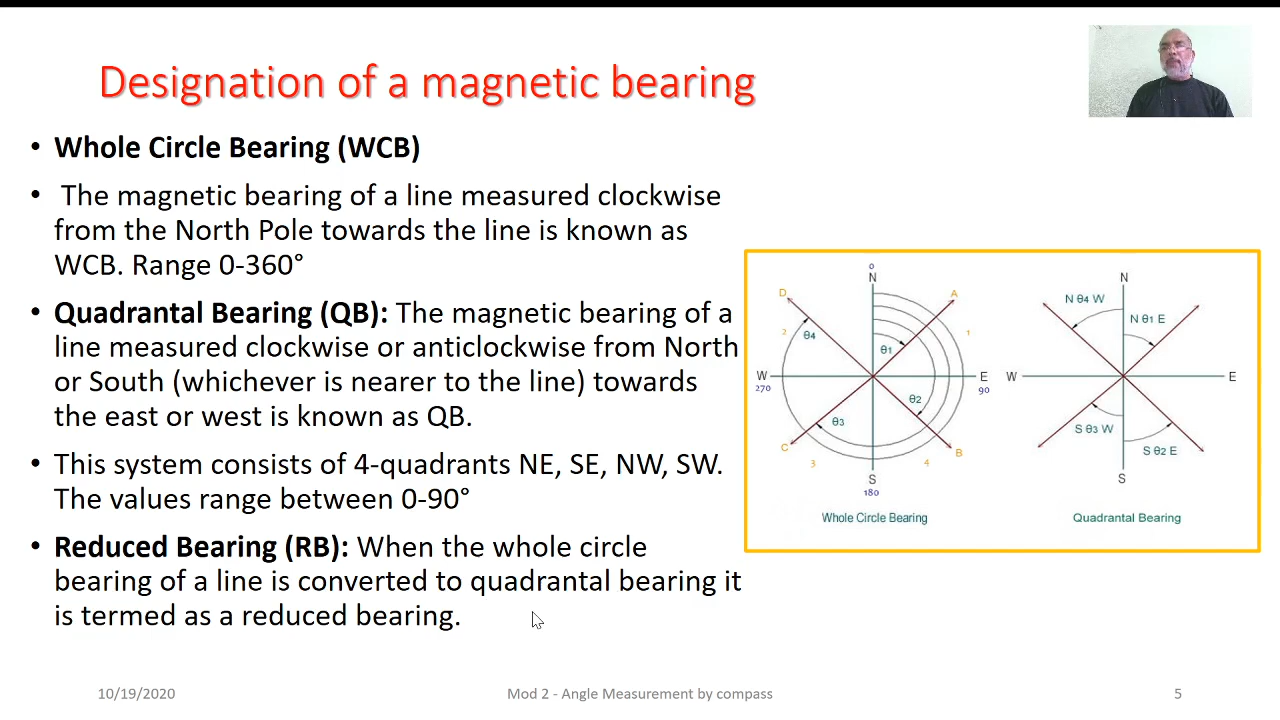 Designation of a magnetic bearing
• Whole Circle Bearing (WCB)
• The magnetic bearing of a line measured clockwise
from the North Pole towards the line is known as
WCB. Range 0-360°
• Quadrantal Bearing (QB): The magnetic bearing of a
line measured clockwise or anticlockwise from North
or South (whichever is nearer to the line) towards
the east or west is known as QB.
• This system consists of 4-quadrants NE, SE, NW, SW.
The values range between 0-90°
• Reduced Bearing (RB): When the whole circle
bearing of a line is converted to quadrantal bearing it
is termed as a reduced bearing.
0
N
D
A
2
1
θ4
θ1
W
E
270
90
θ2
θ3
C
B
3
4
S
180
Whole Circle Bearing
N
N θ4 W
N θ1 E
W
E
S θ3 W
S θ2 E
S
Quadrantal Bearing
10/19/2020
Mod 2 - Angle Measurement by compass
5